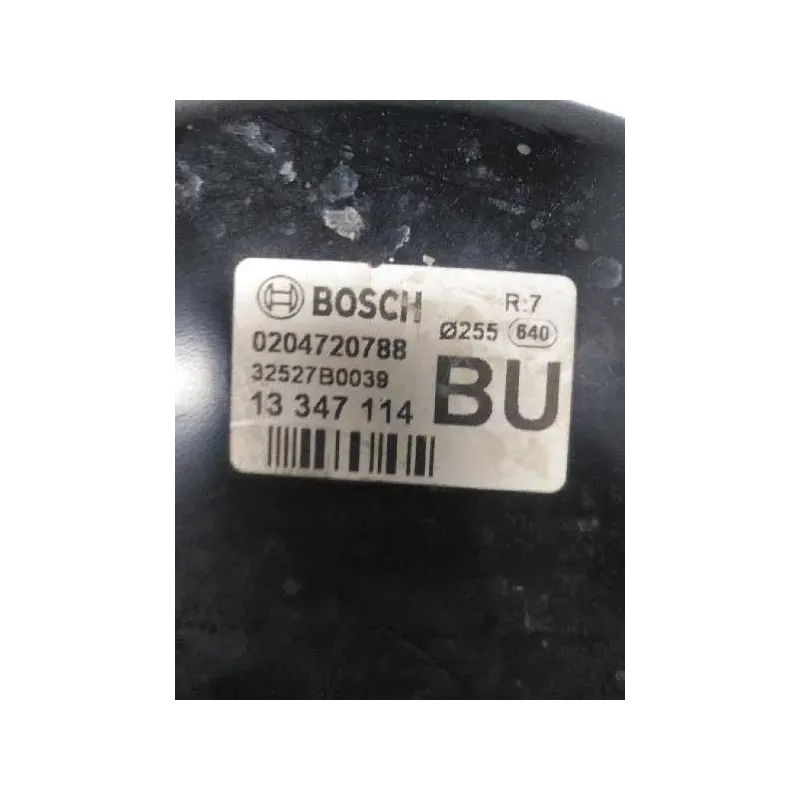 BOSCH
R:7
0204720788
Ø255 640
32527B0039
13 347 114
BU